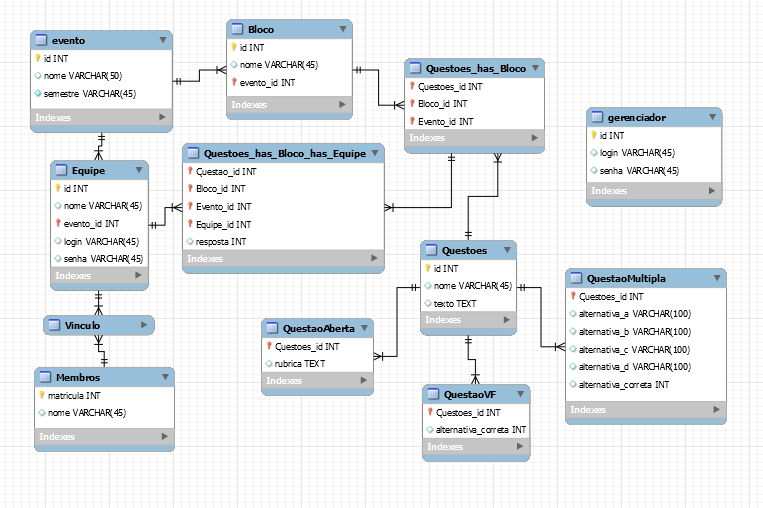 evento
id INT
nome VARCHAR(50)
semestre VARCHAR(45)
Indexes
Bloco
id INT
nome VARCHAR(45)
evento_id INT
Indexes
Questoes_has_Bloco
Questoes_id INT
Bloco_id INT
Evento_id INT
Indexes
gerenciador
id INT
login VARCHAR(45)
senha VARCHAR(45)
Indexes
Equipe
id INT
nome VARCHAR(45)
evento_id INT
login VARCHAR(45)
senha VARCHAR(45)
Indexes
Questoes_has_Bloco_has_Equipe
Questao_id INT
Bloco_id INT
Evento_id INT
Equipe_id INT
resposta INT
Indexes
Questoes
id INT
nome VARCHAR(45)
texto TEXT
Indexes
QuestaoMultipla
Questoes_id INT
alternativa_a VARCHAR(100)
alternativa_b VARCHAR(100)
alternativa_c VARCHAR(100)
alternativa_d VARCHAR(100)
alternativa_correta INT
Indexes
Vinculo
QuestaoAberta
Questoes_id INT
rubrica TEXT
Indexes
Membros
matricula INT
nome VARCHAR(45)
Indexes
QuestaoVF
Questoes_id INT
alternativa_correta INT
Indexes